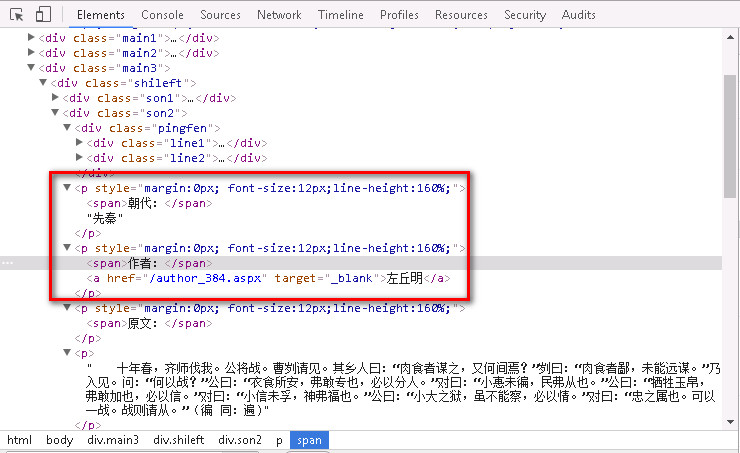 Elements Console Sources Network Timeline Profiles Resources Security Audits
<div class="main1">…</div>
<div class="main2">…</div>
<div class="main3">
<div class="shileft">
<div class="son1">…</div>
<div class="son2">
<div class="pingfen">
<div class="line1">…</div>
<div class="line2">…</div>
</div>
<p style="margin:0px; font-size:12px;line-height:160%;">
<span>朝代：</span>
"先秦"
</p>
<p style="margin:0px; font-size:12px;line-height:160%;">
<span>作者：</span>
<a href="/author_384.aspx" target="_blank">左丘明</a>
</p>
<p style="margin:0px; font-size:12px;line-height:160%;">
<span>原文：</span>
</p>
<p>
"　　十年春，齐师伐我。公将战。曹刿请见。其乡人曰：“肉食者谋之，又何间焉？”刿曰：“肉食者鄙，未能远谋。”乃
入见。问：“何以战？”公曰：“衣食所安，弗敢专也，必以分人。”对曰：“小惠未徧，民弗从也。”公曰：“牺牲玉帛，
弗敢加也，必以信。”对曰：“小信未孚，神弗福也。”公曰：“小大之狱，虽不能察，必以情。”对曰：“忠之属也。可以
一战。战则请从。”(徧 同：遍)"
html body div.main3 div.shileft div.son2 p span